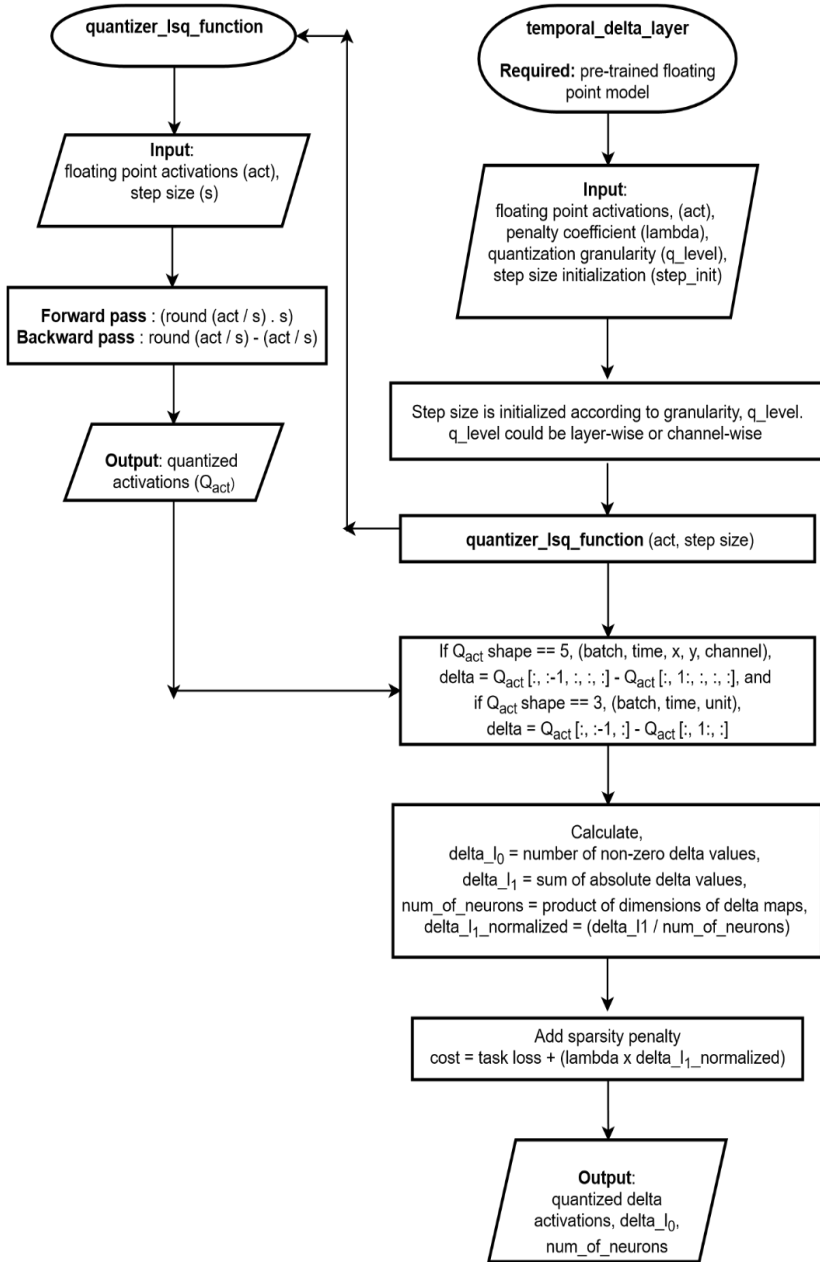 quantizer_lsq_function
Input:
floating point activations (act),
step size (s)
Forward pass : (round (act / s) . s)
Backward pass : round (act / s) - (act / s)
Output: quantized
activations (Qact)
temporal_delta_layer
Required: pre-trained floating
point model
Input:
floating point activations, (act),
penalty coefficient (lambda),
quantization granularity (q_level),
step size initialization (step_init)
Step size is initialized according to granularity, q_level.
q_level could be layer-wise or channel-wise
quantizer_lsq_function (act, step size)
If Qact shape == 5, (batch, time, x, y, channel),
delta = Qact [:, :-1, :, :, :] - Qact [:, 1:, :, :, :], and
if Qact shape == 3, (batch, time, unit),
delta = Qact [:, :-1, :] - Qact [:, 1:, :]
Calculate,
delta_l0 = number of non-zero delta values,
delta_l1 = sum of absolute delta values,
num_of_neurons = product of dimensions of delta maps,
delta_l1_normalized = (delta_l1 / num_of_neurons)
Add sparsity penalty
cost = task loss + (lambda x delta_l1_normalized)
Output:
quantized delta
activations, delta_l0,
num_of_neurons